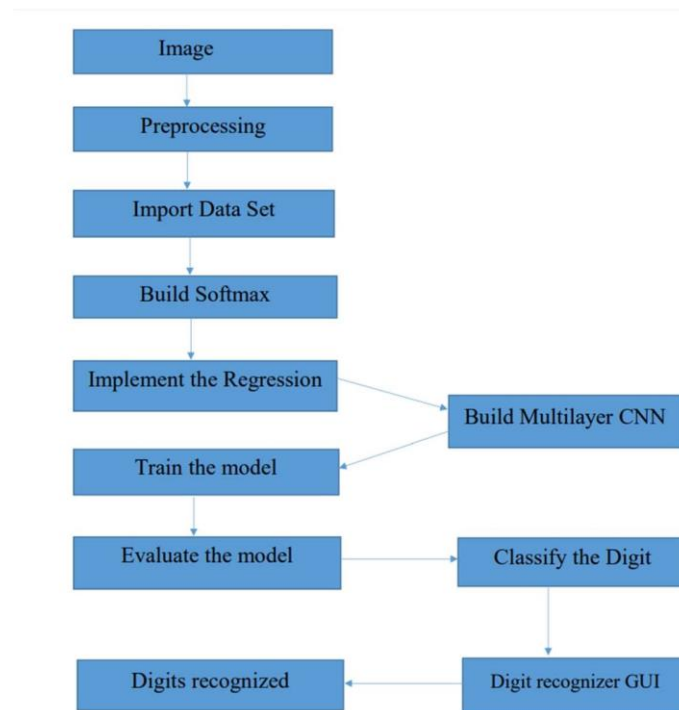 Image
Preprocessing
Import Data Set
Build Softmax
Implement the Regression
Build Multilayer CNN
Train the model
Evaluate the model
Classify the Digit
Digit recognizer GUI
Digits recognized